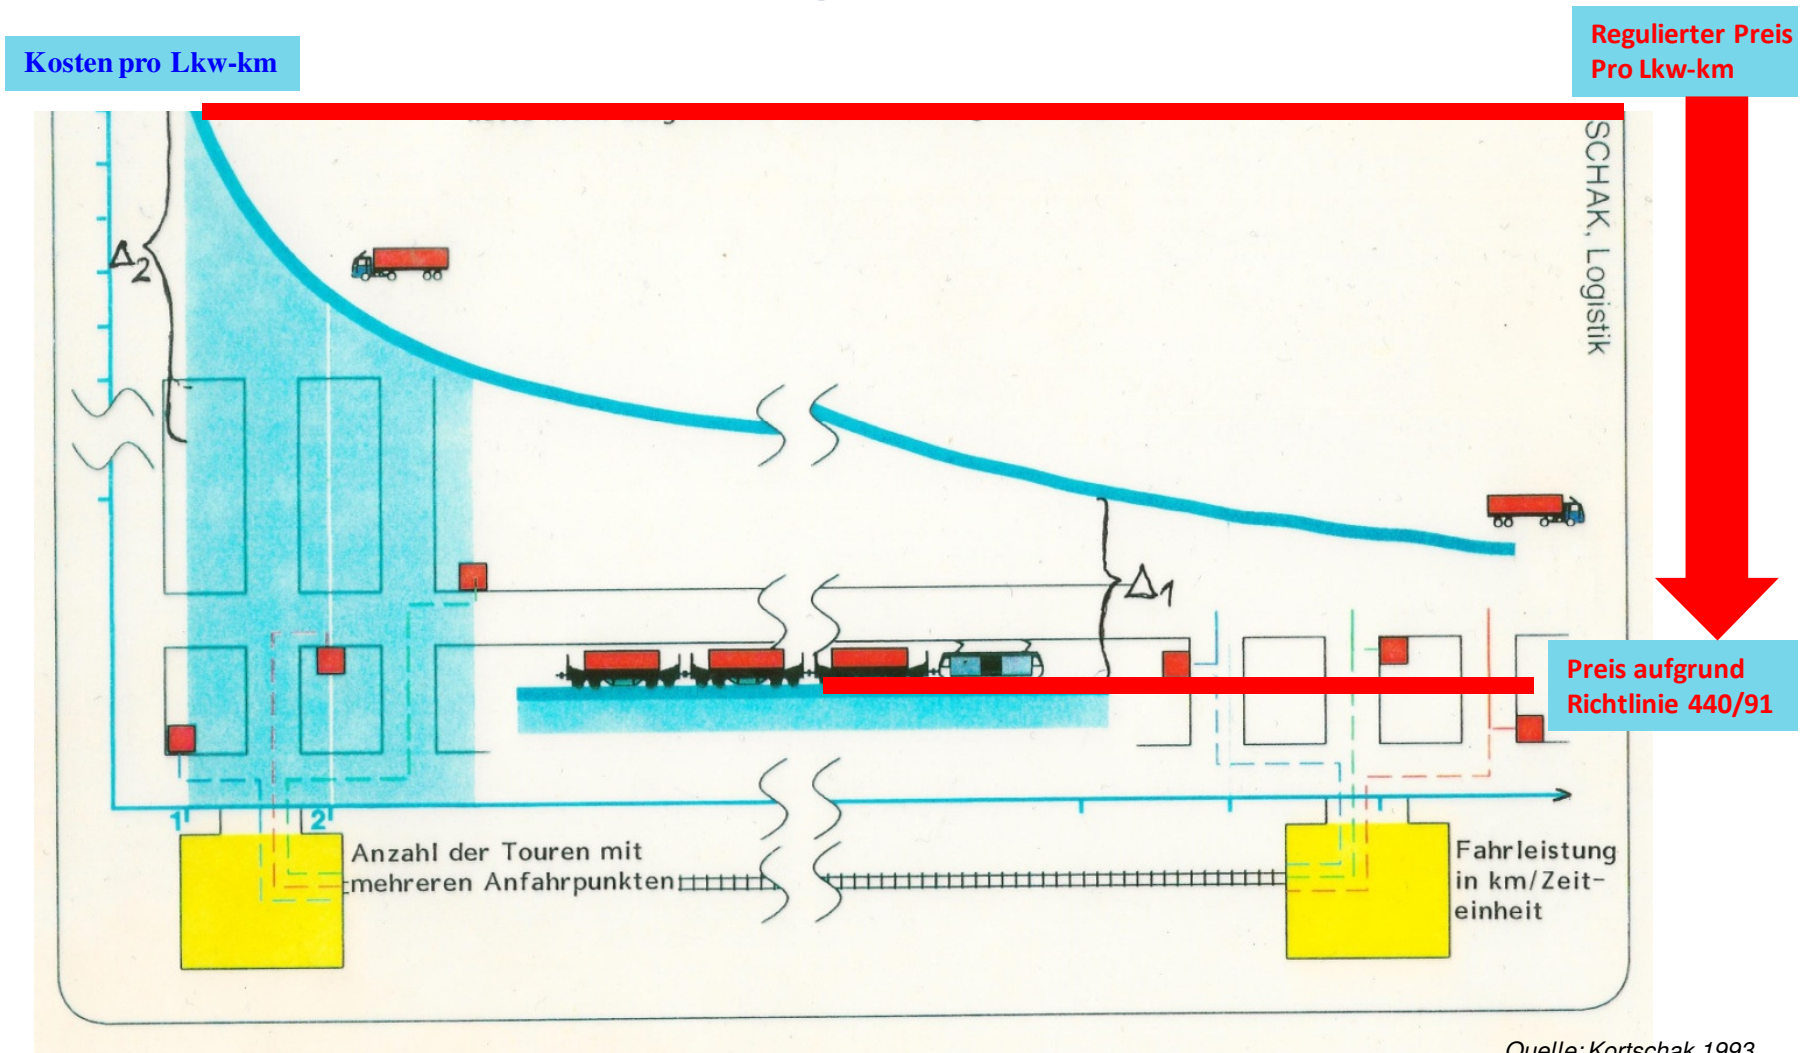 Kosten pro Lkw-km
Regulierter Preis
Pro Lkw-km
SCHAK, Logistik
Δ2
Δ1
Preis aufgrund
Richtlinie 440/91
1
2
Anzahl der Touren mit
mehreren Anfahrpunkten
Fahrleistung
in km/Zeit-
einheit
Quelle: Kortschak 1993